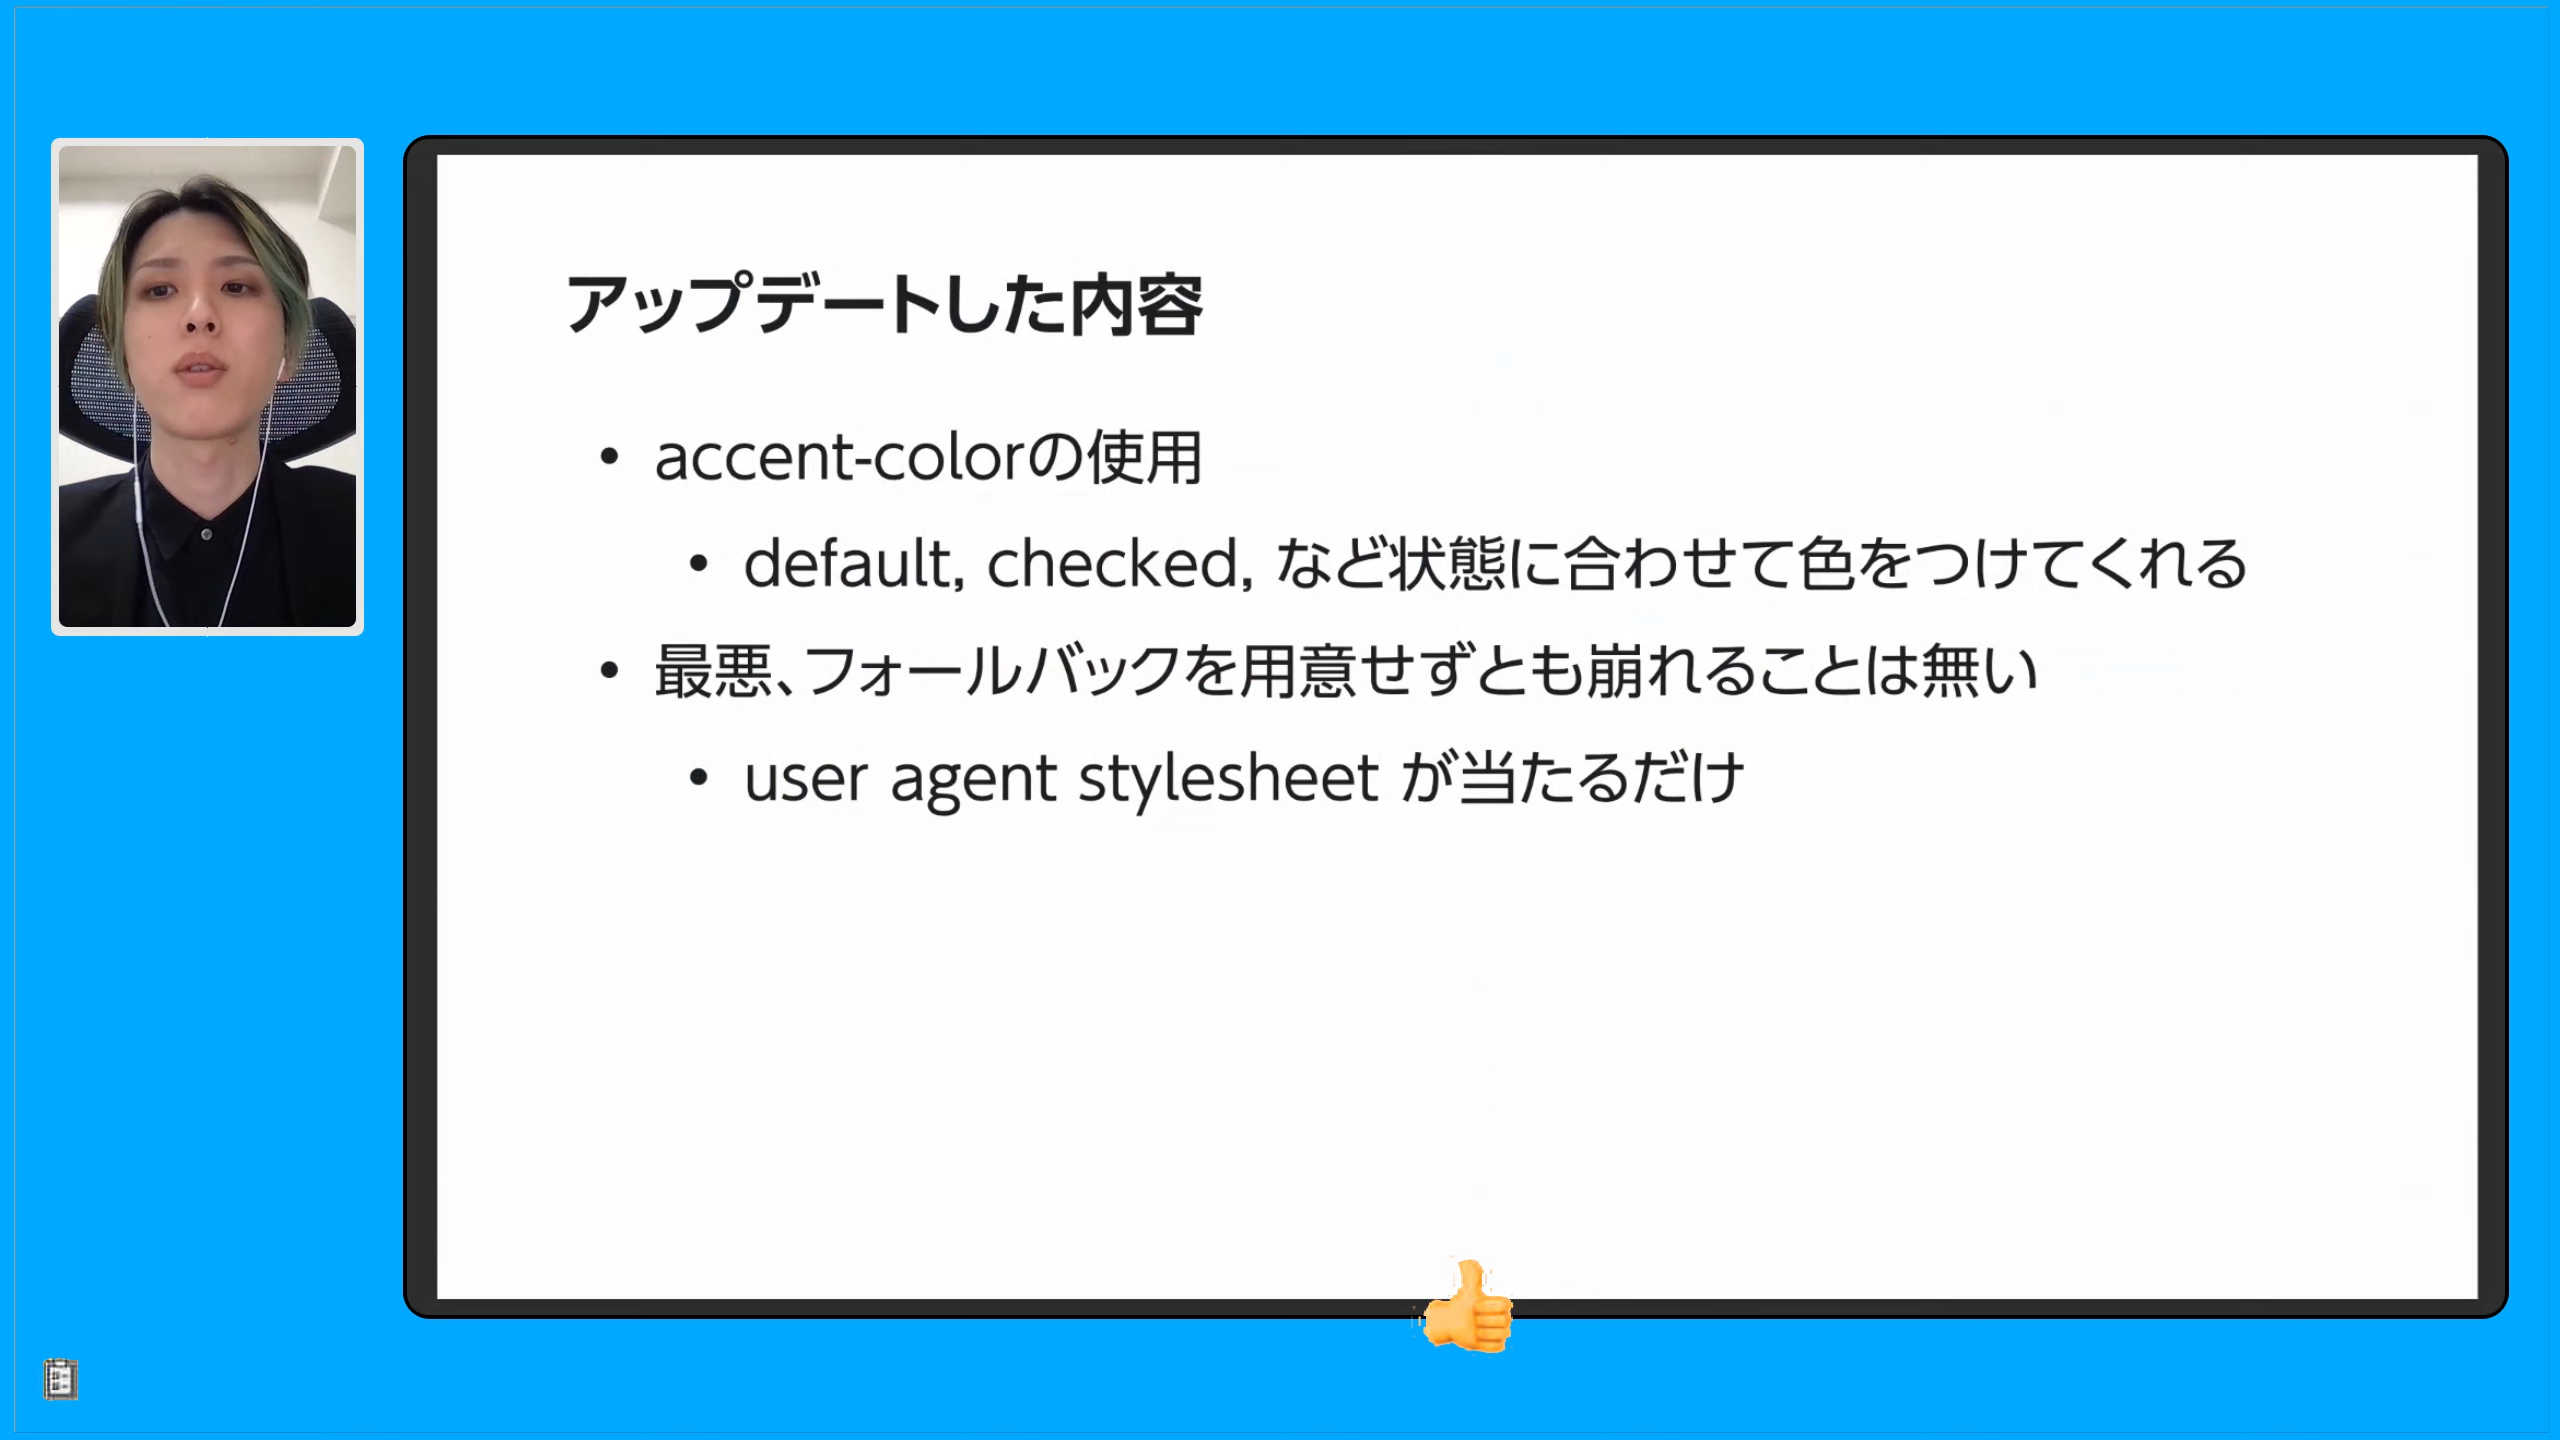 アップデートした内容
• accent-colorの使用
• default, checked, など状態に合わせて色をつけてくれる
• 最悪、フォールバックを用意せずとも崩れることは無い
• user agent stylesheet が当たるだけ